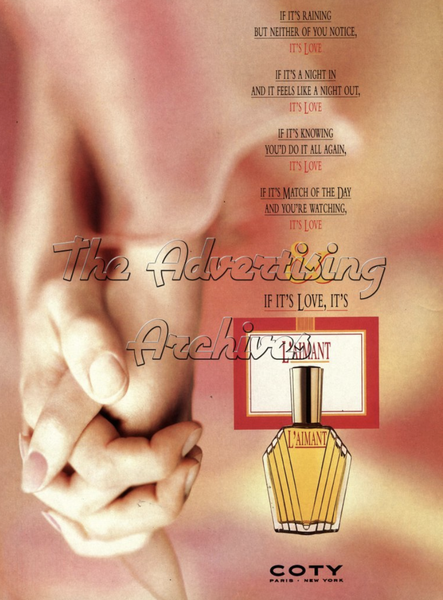 IF IT'S RAINING
BUT NEITHER OF YOU NOTICE,
IT'S LOVE
IF IT'S A NIGHT IN
AND IT FEELS LIKE A NIGHT OUT,
IT'S LOVE
IF IT'S KNOWING
YOU'D DO IT ALL AGAIN,
IT'S LOVE
IF IT'S MATCH OF THE DAY
AND YOU'RE WATCHING,
IT'S LOVE
&
The Advertising
IF IT'S LOVE, IT'S
Archives
L'AIMANT
L'AIMANT
COTY
PARIS · NEW YORK